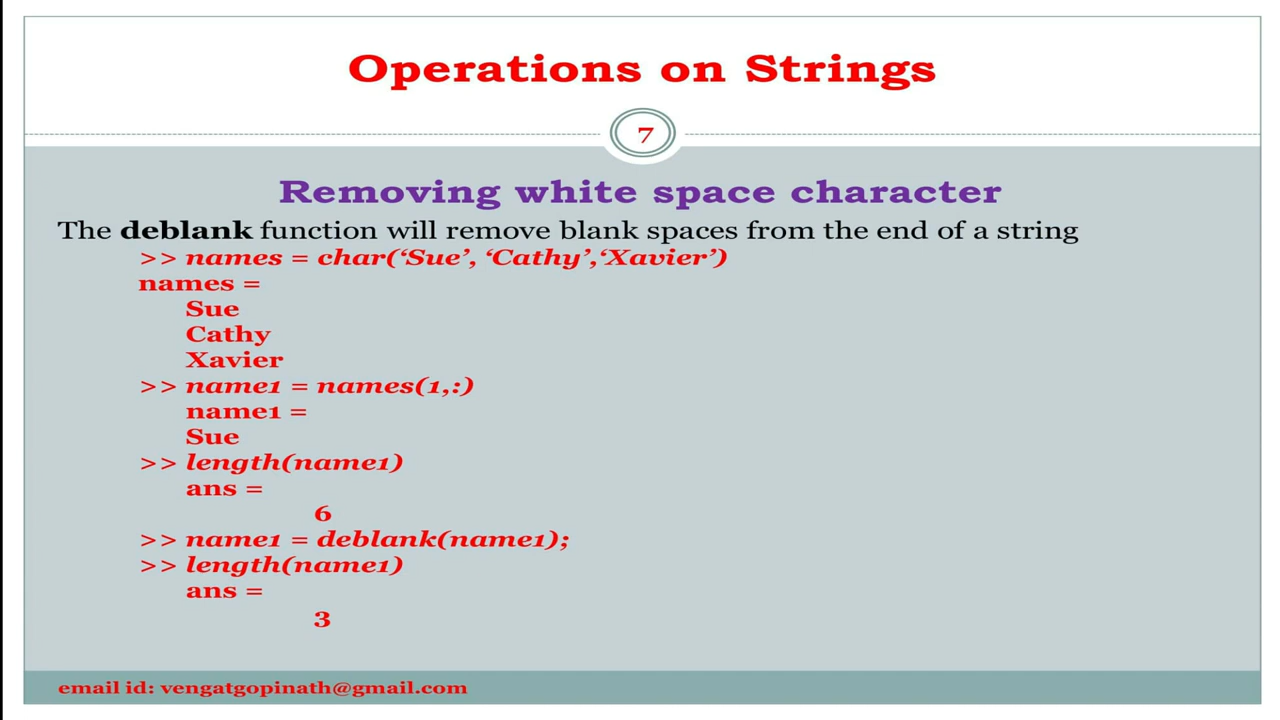 Operations on Strings
7
Removing white space character
The deblank function will remove blank spaces from the end of a string
>> names = char(‘Sue’, ‘Cathy’,‘Xavier’)
names =
Sue
Cathy
Xavier
>> name1 = names(1,:)
name1 =
Sue
>> length(name1)
ans =
6
>> name1 = deblank(name1);
>> length(name1)
ans =
3
email id: vengatgopinath@gmail.com